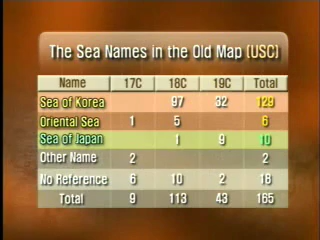 The Sea Names in the Old Map (USC)
Name 17C 18C 19C Total
Sea of Korea 97 32 129
Oriental Sea 1 5 6
Sea of Japan 1 9 10
Other Name 2 2
No Reference 6 10 2 18
Total 9 113 43 165